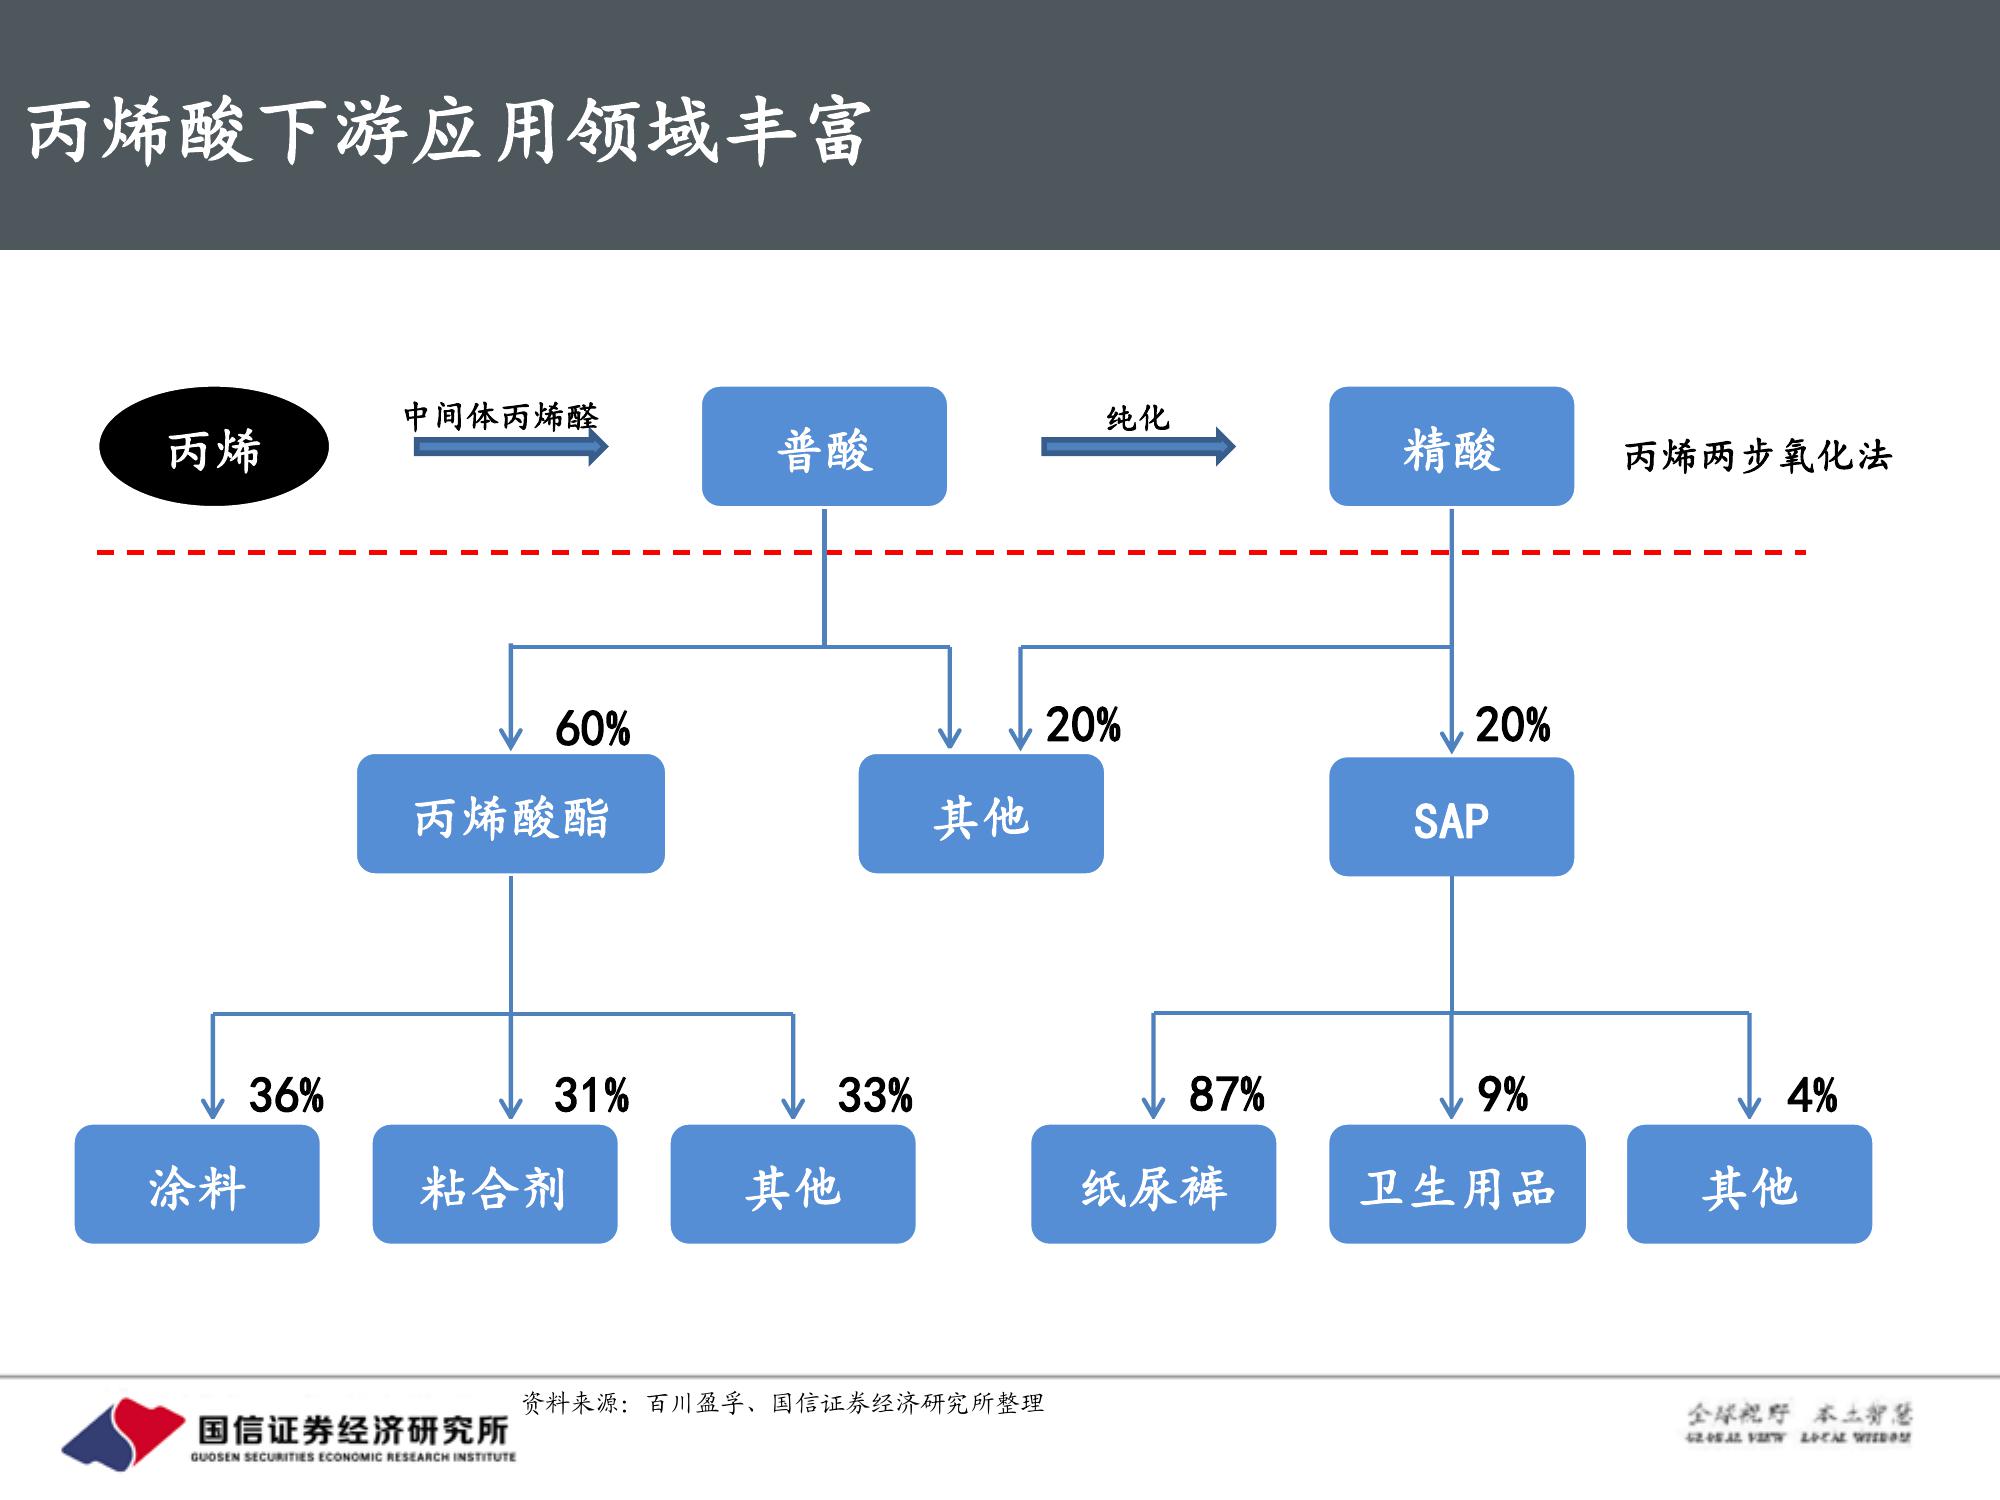 丙烯酸下游应用领域丰富
丙烯
中间体丙烯醛
普酸
纯化
精酸
丙烯两步氧化法
60%
20%
20%
丙烯酸酯
其他
SAP
36%
31%
33%
87%
9%
4%
涂料
粘合剂
其他
纸尿裤
卫生用品
其他
资料来源：百川盈孚、国信证券经济研究所整理
国信证券经济研究所
GUOSEN SECURITIES ECONOMIC RESEARCH INSTITUTE
全球视野 本土智慧
GLOBAL VIEW LOCAL WISDOM